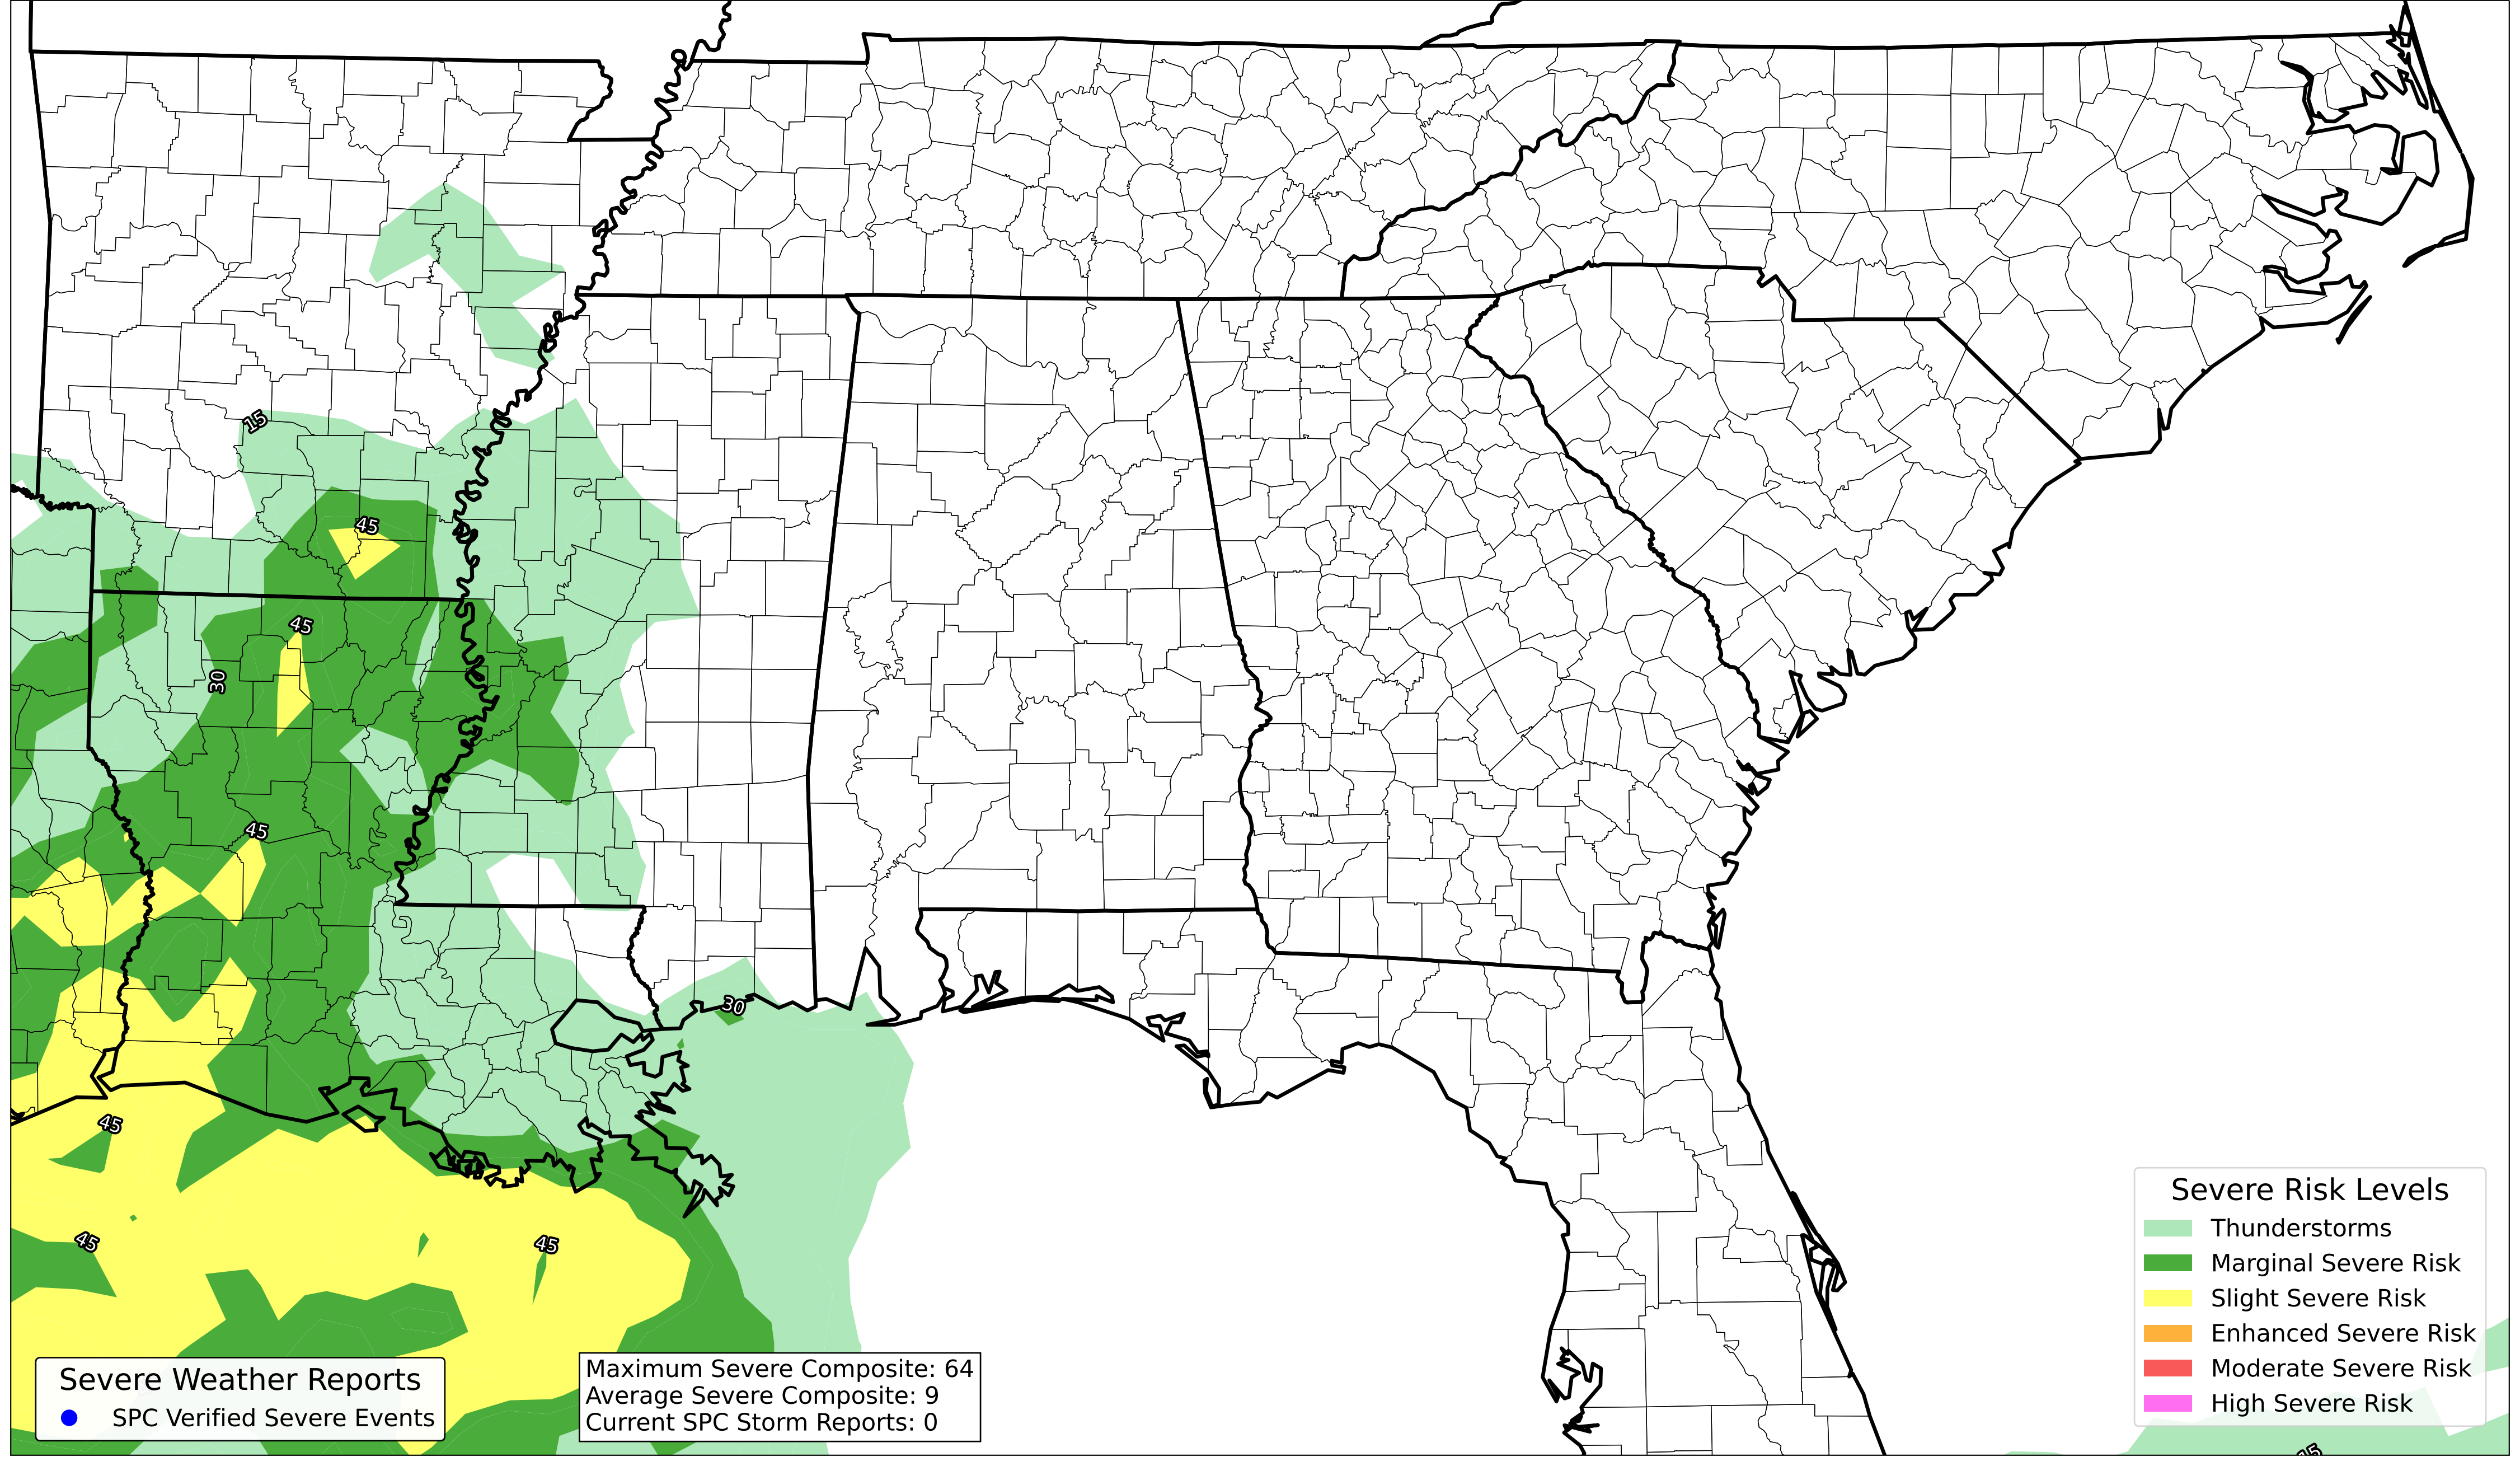 15
45
45
30
45
30
45
45
45
15
Severe Risk Levels
Thunderstorms
Marginal Severe Risk
Slight Severe Risk
Enhanced Severe Risk
Moderate Severe Risk
High Severe Risk
Severe Weather Reports
SPC Verified Severe Events
Maximum Severe Composite: 64
Average Severe Composite: 9
Current SPC Storm Reports: 0